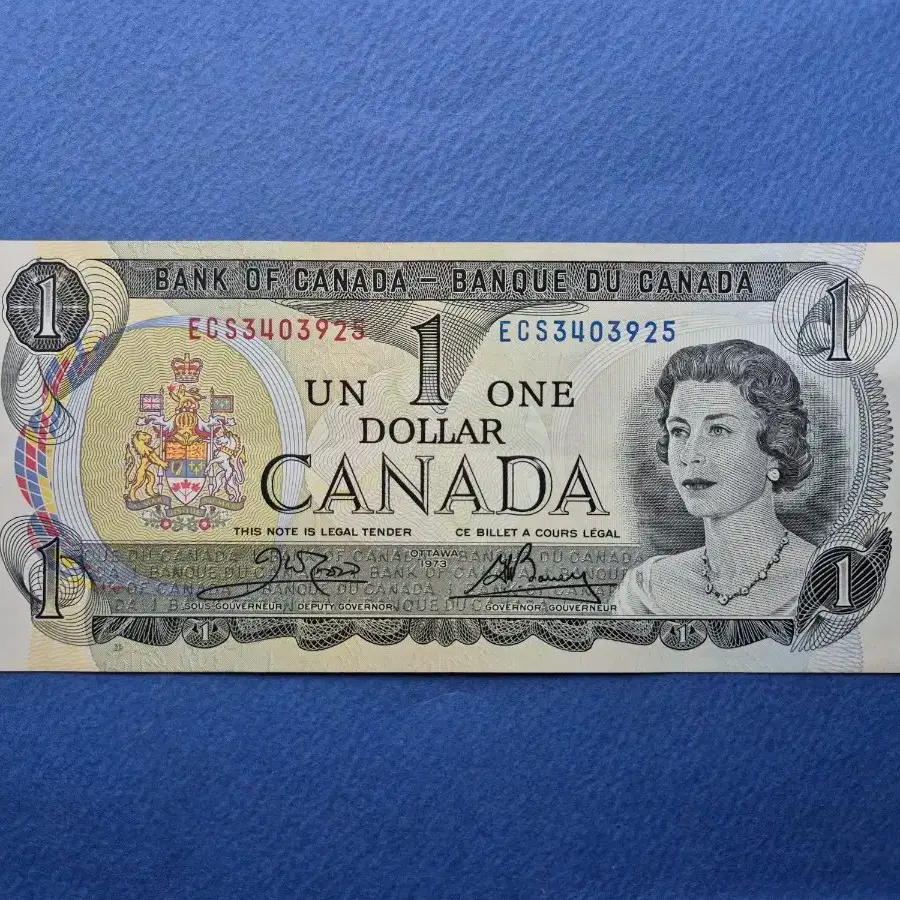 BANK OF CANADA – BANQUE DU CANADA
1 1
ECS3403925 1 ECS3403925
UN ONE
DOLLAR
CANADA
THIS NOTE IS LEGAL TENDER CE BILLET A COURS LÉGAL
OTTAWA
1973
1 1
SOUS-GOUVERNEUR DEPUTY GOVERNOR GOVERNOR GOUVERNEUR
1 1